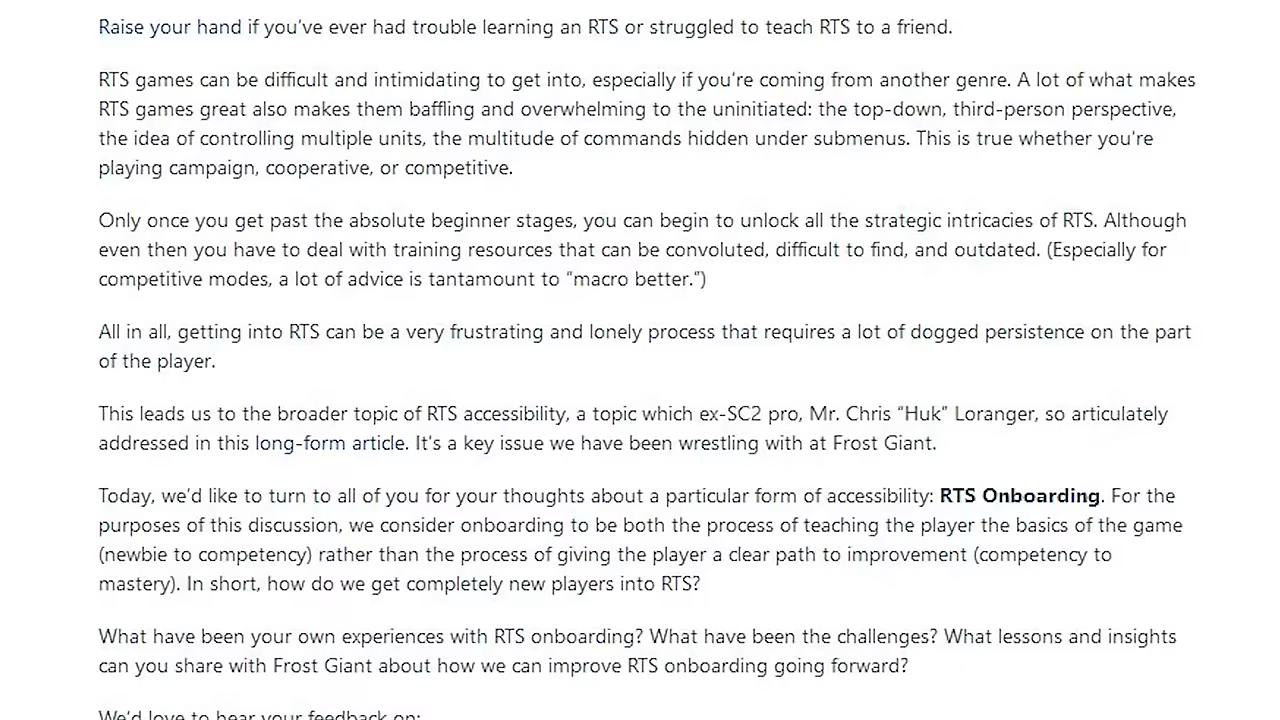 Raise your hand if you've ever had trouble learning an RTS or struggled to teach RTS to a friend.
RTS games can be difficult and intimidating to get into, especially if you're coming from another genre. A lot of what makes
RTS games great also makes them baffling and overwhelming to the uninitiated: the top-down, third-person perspective,
the idea of controlling multiple units, the multitude of commands hidden under submenus. This is true whether you're
playing campaign, cooperative, or competitive.
Only once you get past the absolute beginner stages, you can begin to unlock all the strategic intricacies of RTS. Although
even then you have to deal with training resources that can be convoluted, difficult to find, and outdated. (Especially for
competitive modes, a lot of advice is tantamount to "macro better.")
All in all, getting into RTS can be a very frustrating and lonely process that requires a lot of dogged persistence on the part
of the player.
This leads us to the broader topic of RTS accessibility, a topic which ex-SC2 pro, Mr. Chris "Huk" Loranger, so articulately
addressed in this long-form article. It's a key issue we have been wrestling with at Frost Giant.
Today, we'd like to turn to all of you for your thoughts about a particular form of accessibility: RTS Onboarding. For the
purposes of this discussion, we consider onboarding to be both the process of teaching the player the basics of the game
(newbie to competency) rather than the process of giving the player a clear path to improvement (competency to
mastery). In short, how do we get completely new players into RTS?
What have been your own experiences with RTS onboarding? What have been the challenges? What lessons and insights
can you share with Frost Giant about how we can improve RTS onboarding going forward?
We'd love to hear your feedback on: